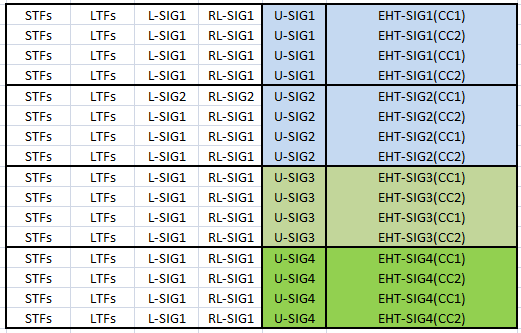 STFs LTFs L-SIG1 RL-SIG1 U-SIG1 EHT-SIG1(CC1)
STFs LTFs L-SIG1 RL-SIG1 U-SIG1 EHT-SIG1(CC2)
STFs LTFs L-SIG1 RL-SIG1 U-SIG1 EHT-SIG1(CC1)
STFs LTFs L-SIG1 RL-SIG1 U-SIG1 EHT-SIG1(CC2)
STFs LTFs L-SIG2 RL-SIG2 U-SIG2 EHT-SIG2(CC1)
STFs LTFs L-SIG1 RL-SIG1 U-SIG2 EHT-SIG2(CC2)
STFs LTFs L-SIG1 RL-SIG1 U-SIG2 EHT-SIG2(CC1)
STFs LTFs L-SIG1 RL-SIG1 U-SIG2 EHT-SIG2(CC2)
STFs LTFs L-SIG1 RL-SIG1 U-SIG3 EHT-SIG3(CC1)
STFs LTFs L-SIG1 RL-SIG1 U-SIG3 EHT-SIG3(CC2)
STFs LTFs L-SIG1 RL-SIG1 U-SIG3 EHT-SIG3(CC1)
STFs LTFs L-SIG1 RL-SIG1 U-SIG3 EHT-SIG3(CC2)
STFs LTFs L-SIG1 RL-SIG1 U-SIG4 EHT-SIG4(CC1)
STFs LTFs L-SIG1 RL-SIG1 U-SIG4 EHT-SIG4(CC2)
STFs LTFs L-SIG1 RL-SIG1 U-SIG4 EHT-SIG4(CC1)
STFs LTFs L-SIG1 RL-SIG1 U-SIG4 EHT-SIG4(CC2)